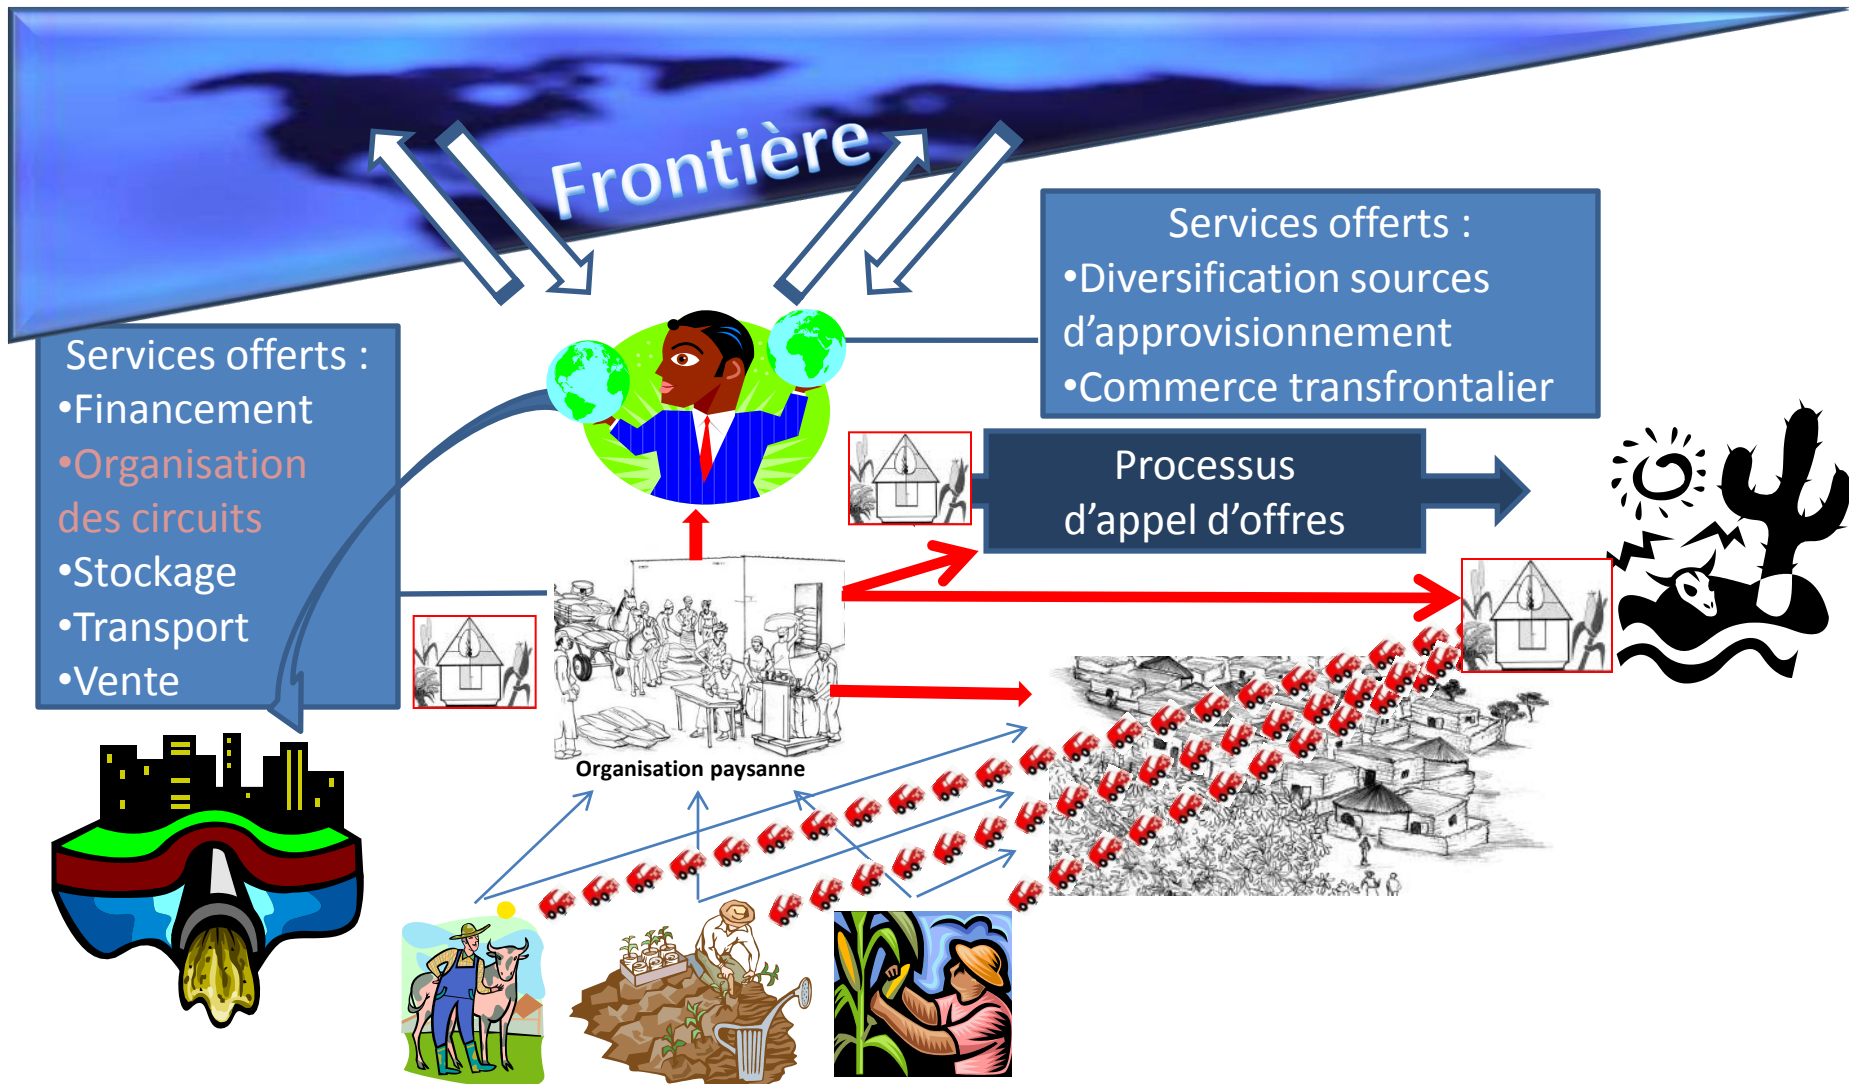 Frontière
Services offerts :
•Diversification sources
d’approvisionnement
•Commerce transfrontalier
Services offerts :
•Financement
•Organisation
des circuits
•Stockage
•Transport
•Vente
Processus
d’appel d’offres
Organisation paysanne